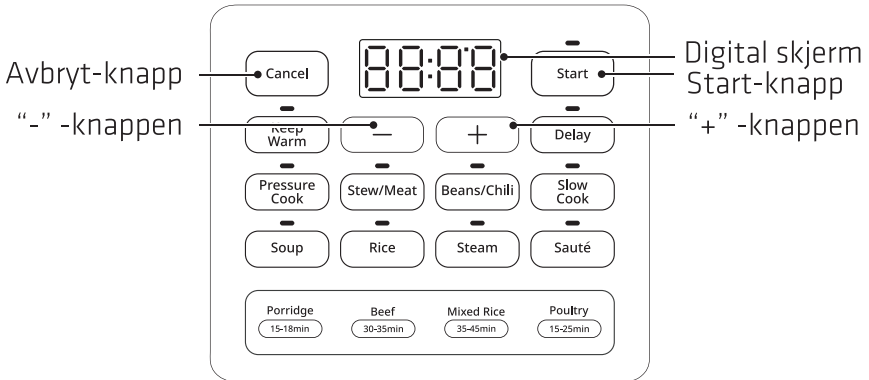 Avbryt-knapp
"-" -knappen
Cancel
88:88
Start
Digital skjerm
Start-knapp
"+" -knappen
Keep
Warm
−
+
Delay
Pressure
Cook
Stew/Meat
Beans/Chili
Slow
Cook
Soup
Rice
Steam
Sauté
Porridge
15-18min
Beef
30-35min
Mixed Rice
35-45min
Poultry
15-25min